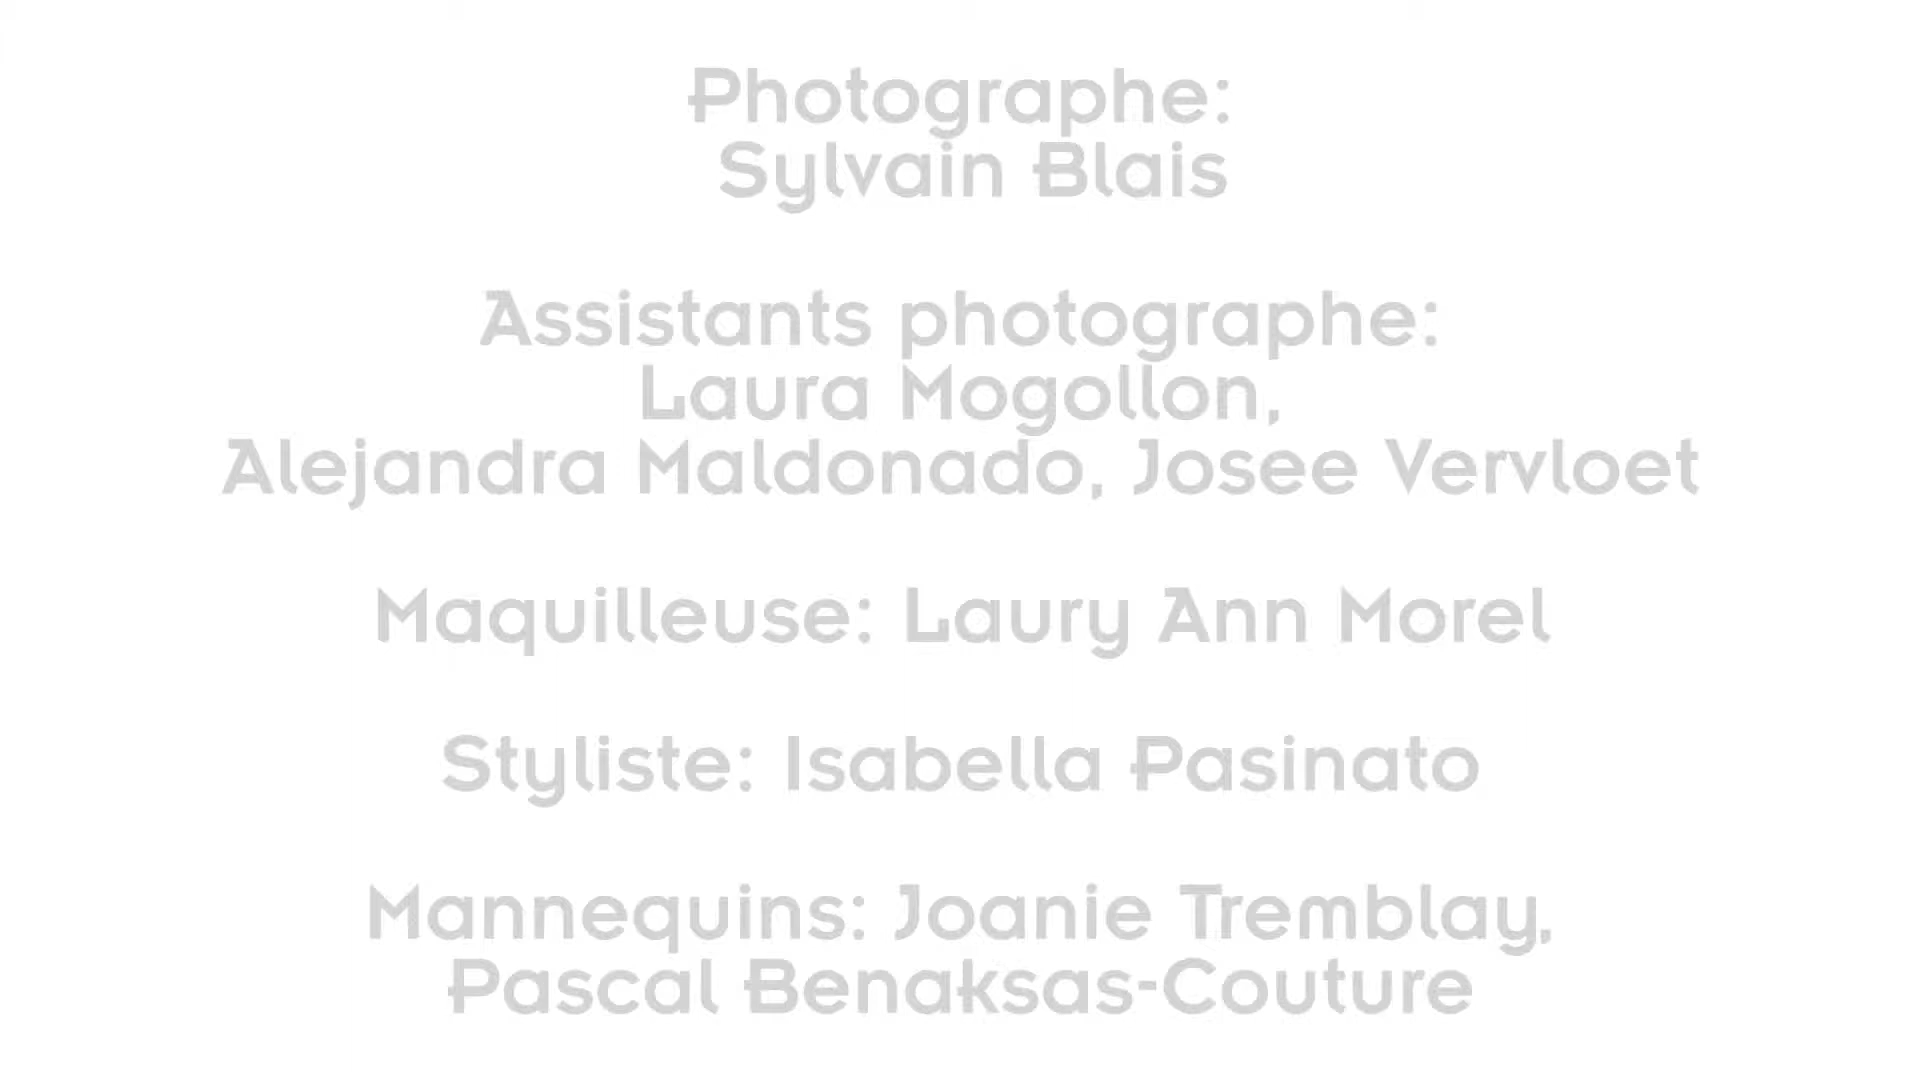 Photographe:
Sylvain Blais
Assistants photographe:
Laura Mogollon,
Alejandra Maldonado, Josee Vervloet
Maquilleuse: Laury Ann Morel
Styliste: Isabella Pasinato
Mannequins: Joanie Tremblay,
Pascal Benaksas-Couture